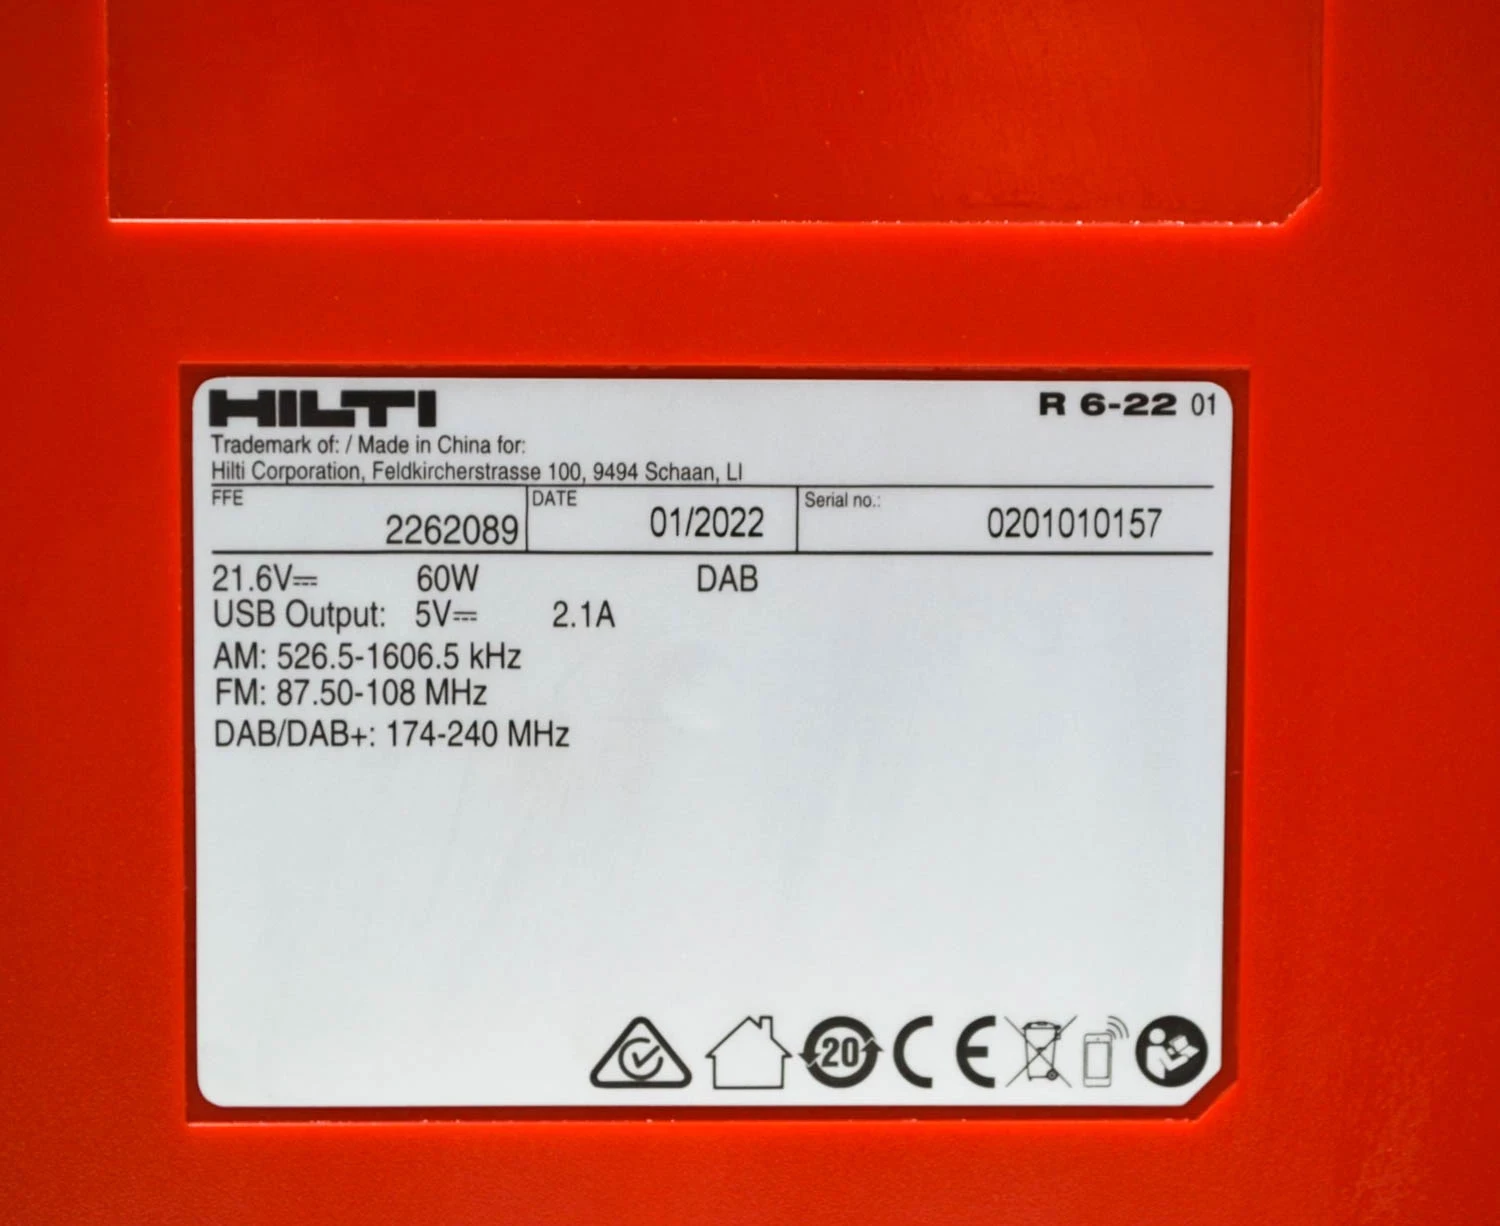 HILTI R 6-22 01
Trademark of: / Made in China for:
Hilti Corporation, Feldkircherstrasse 100, 9494 Schaan, LI
FFE DATE Serial no.:
2262089 01/2022 0201010157
21.6V⎓ 60W DAB
USB Output: 5V⎓ 2.1A
AM: 526.5-1606.5 kHz
FM: 87.50-108 MHz
DAB/DAB+: 174-240 MHz
20 CE